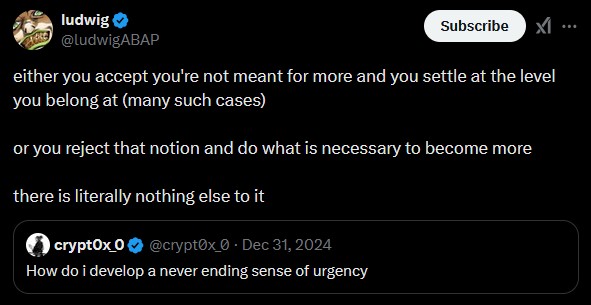 ludwig
@ludwigABAP
Subscribe
either you accept you're not meant for more and you settle at the level
you belong at (many such cases)
or you reject that notion and do what is necessary to become more
there is literally nothing else to it
crypt0x_0 @crypt0x_0 · Dec 31, 2024
How do i develop a never ending sense of urgency